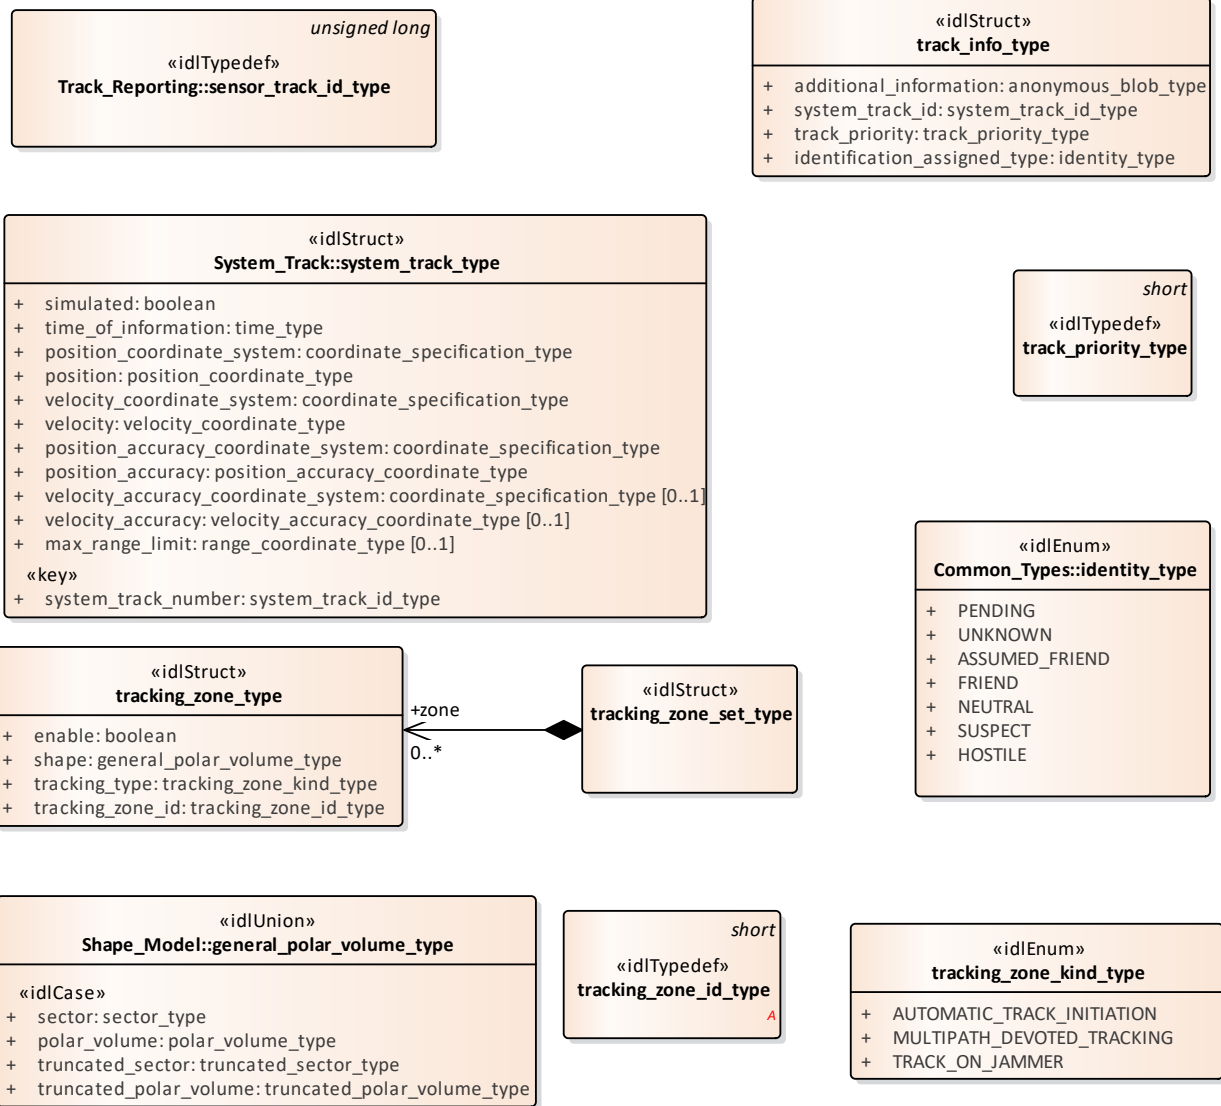 unsigned long
«idlTypedef»
Track_Reporting::sensor_track_id_type
«idlStruct»
track_info_type
+ additional_information: anonymous_blob_type
+ system_track_id: system_track_id_type
+ track_priority: track_priority_type
+ identification_assigned_type: identity_type
«idlStruct»
System_Track::system_track_type
+ simulated: boolean
+ time_of_information: time_type
+ position_coordinate_system: coordinate_specification_type
+ position: position_coordinate_type
+ velocity_coordinate_system: coordinate_specification_type
+ velocity: velocity_coordinate_type
+ position_accuracy_coordinate_system: coordinate_specification_type
+ position_accuracy: position_accuracy_coordinate_type
+ velocity_accuracy_coordinate_system: coordinate_specification_type [0..1]
+ velocity_accuracy: velocity_accuracy_coordinate_type [0..1]
+ max_range_limit: range_coordinate_type [0..1]
«key»
+ system_track_number: system_track_id_type
short
«idlTypedef»
track_priority_type
«idlEnum»
Common_Types::identity_type
+ PENDING
+ UNKNOWN
+ ASSUMED_FRIEND
+ FRIEND
+ NEUTRAL
+ SUSPECT
+ HOSTILE
«idlStruct»
tracking_zone_type
+ enable: boolean
+ shape: general_polar_volume_type
+ tracking_type: tracking_zone_kind_type
+ tracking_zone_id: tracking_zone_id_type
+zone
0..*
«idlStruct»
tracking_zone_set_type
«idlUnion»
Shape_Model::general_polar_volume_type
«idlCase»
+ sector: sector_type
+ polar_volume: polar_volume_type
+ truncated_sector: truncated_sector_type
+ truncated_polar_volume: truncated_polar_volume_type
short
«idlTypedef»
tracking_zone_id_type
A
«idlEnum»
tracking_zone_kind_type
+ AUTOMATIC_TRACK_INITIATION
+ MULTIPATH_DEVOTED_TRACKING
+ TRACK_ON_JAMMER